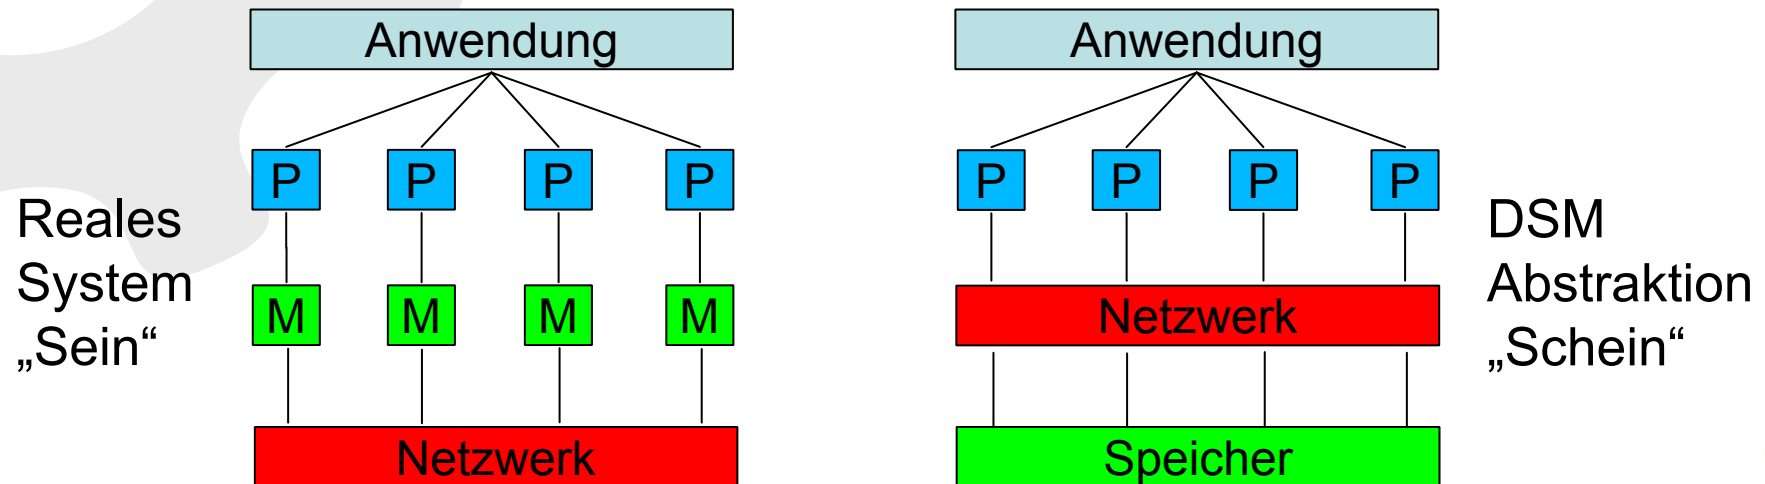 Anwendung
P P P P
Reales
System
„Sein“
M M M M
Netzwerk
Anwendung
P P P P
Netzwerk
Speicher
DSM
Abstraktion
„Schein“